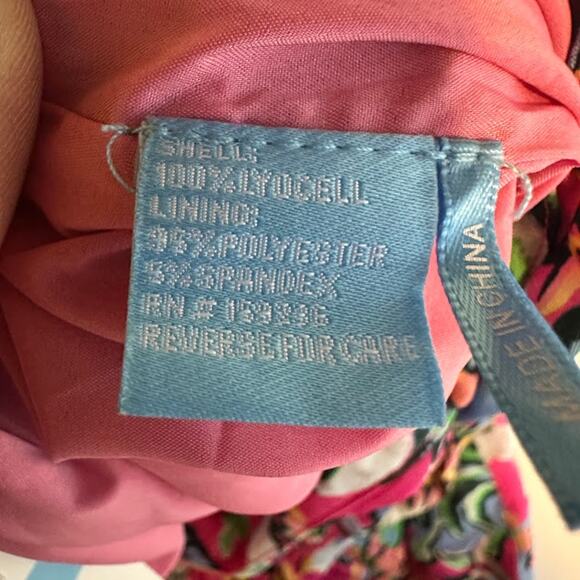 SHELL:
100% LYOCELL
LINING:
95% POLYESTER
5% SPANDEX
RN #
REVERSE FOR CARE
MADE IN CHINA